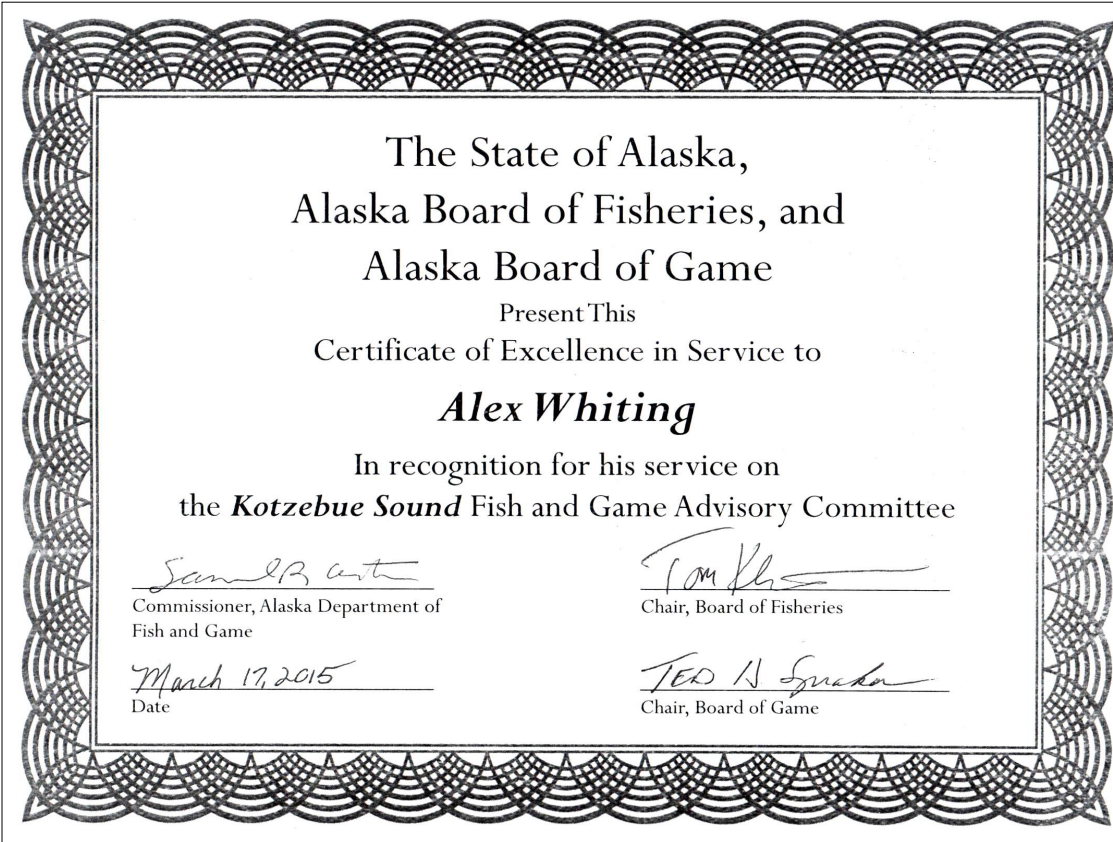 The State of Alaska,
Alaska Board of Fisheries, and
Alaska Board of Game
Present This
Certificate of Excellence in Service to
Alex Whiting
In recognition for his service on
the Kotzebue Sound Fish and Game Advisory Committee
Commissioner, Alaska Department of
Fish and Game
March 17, 2015
Date
Tom
Chair, Board of Fisheries
TED H
Chair, Board of Game